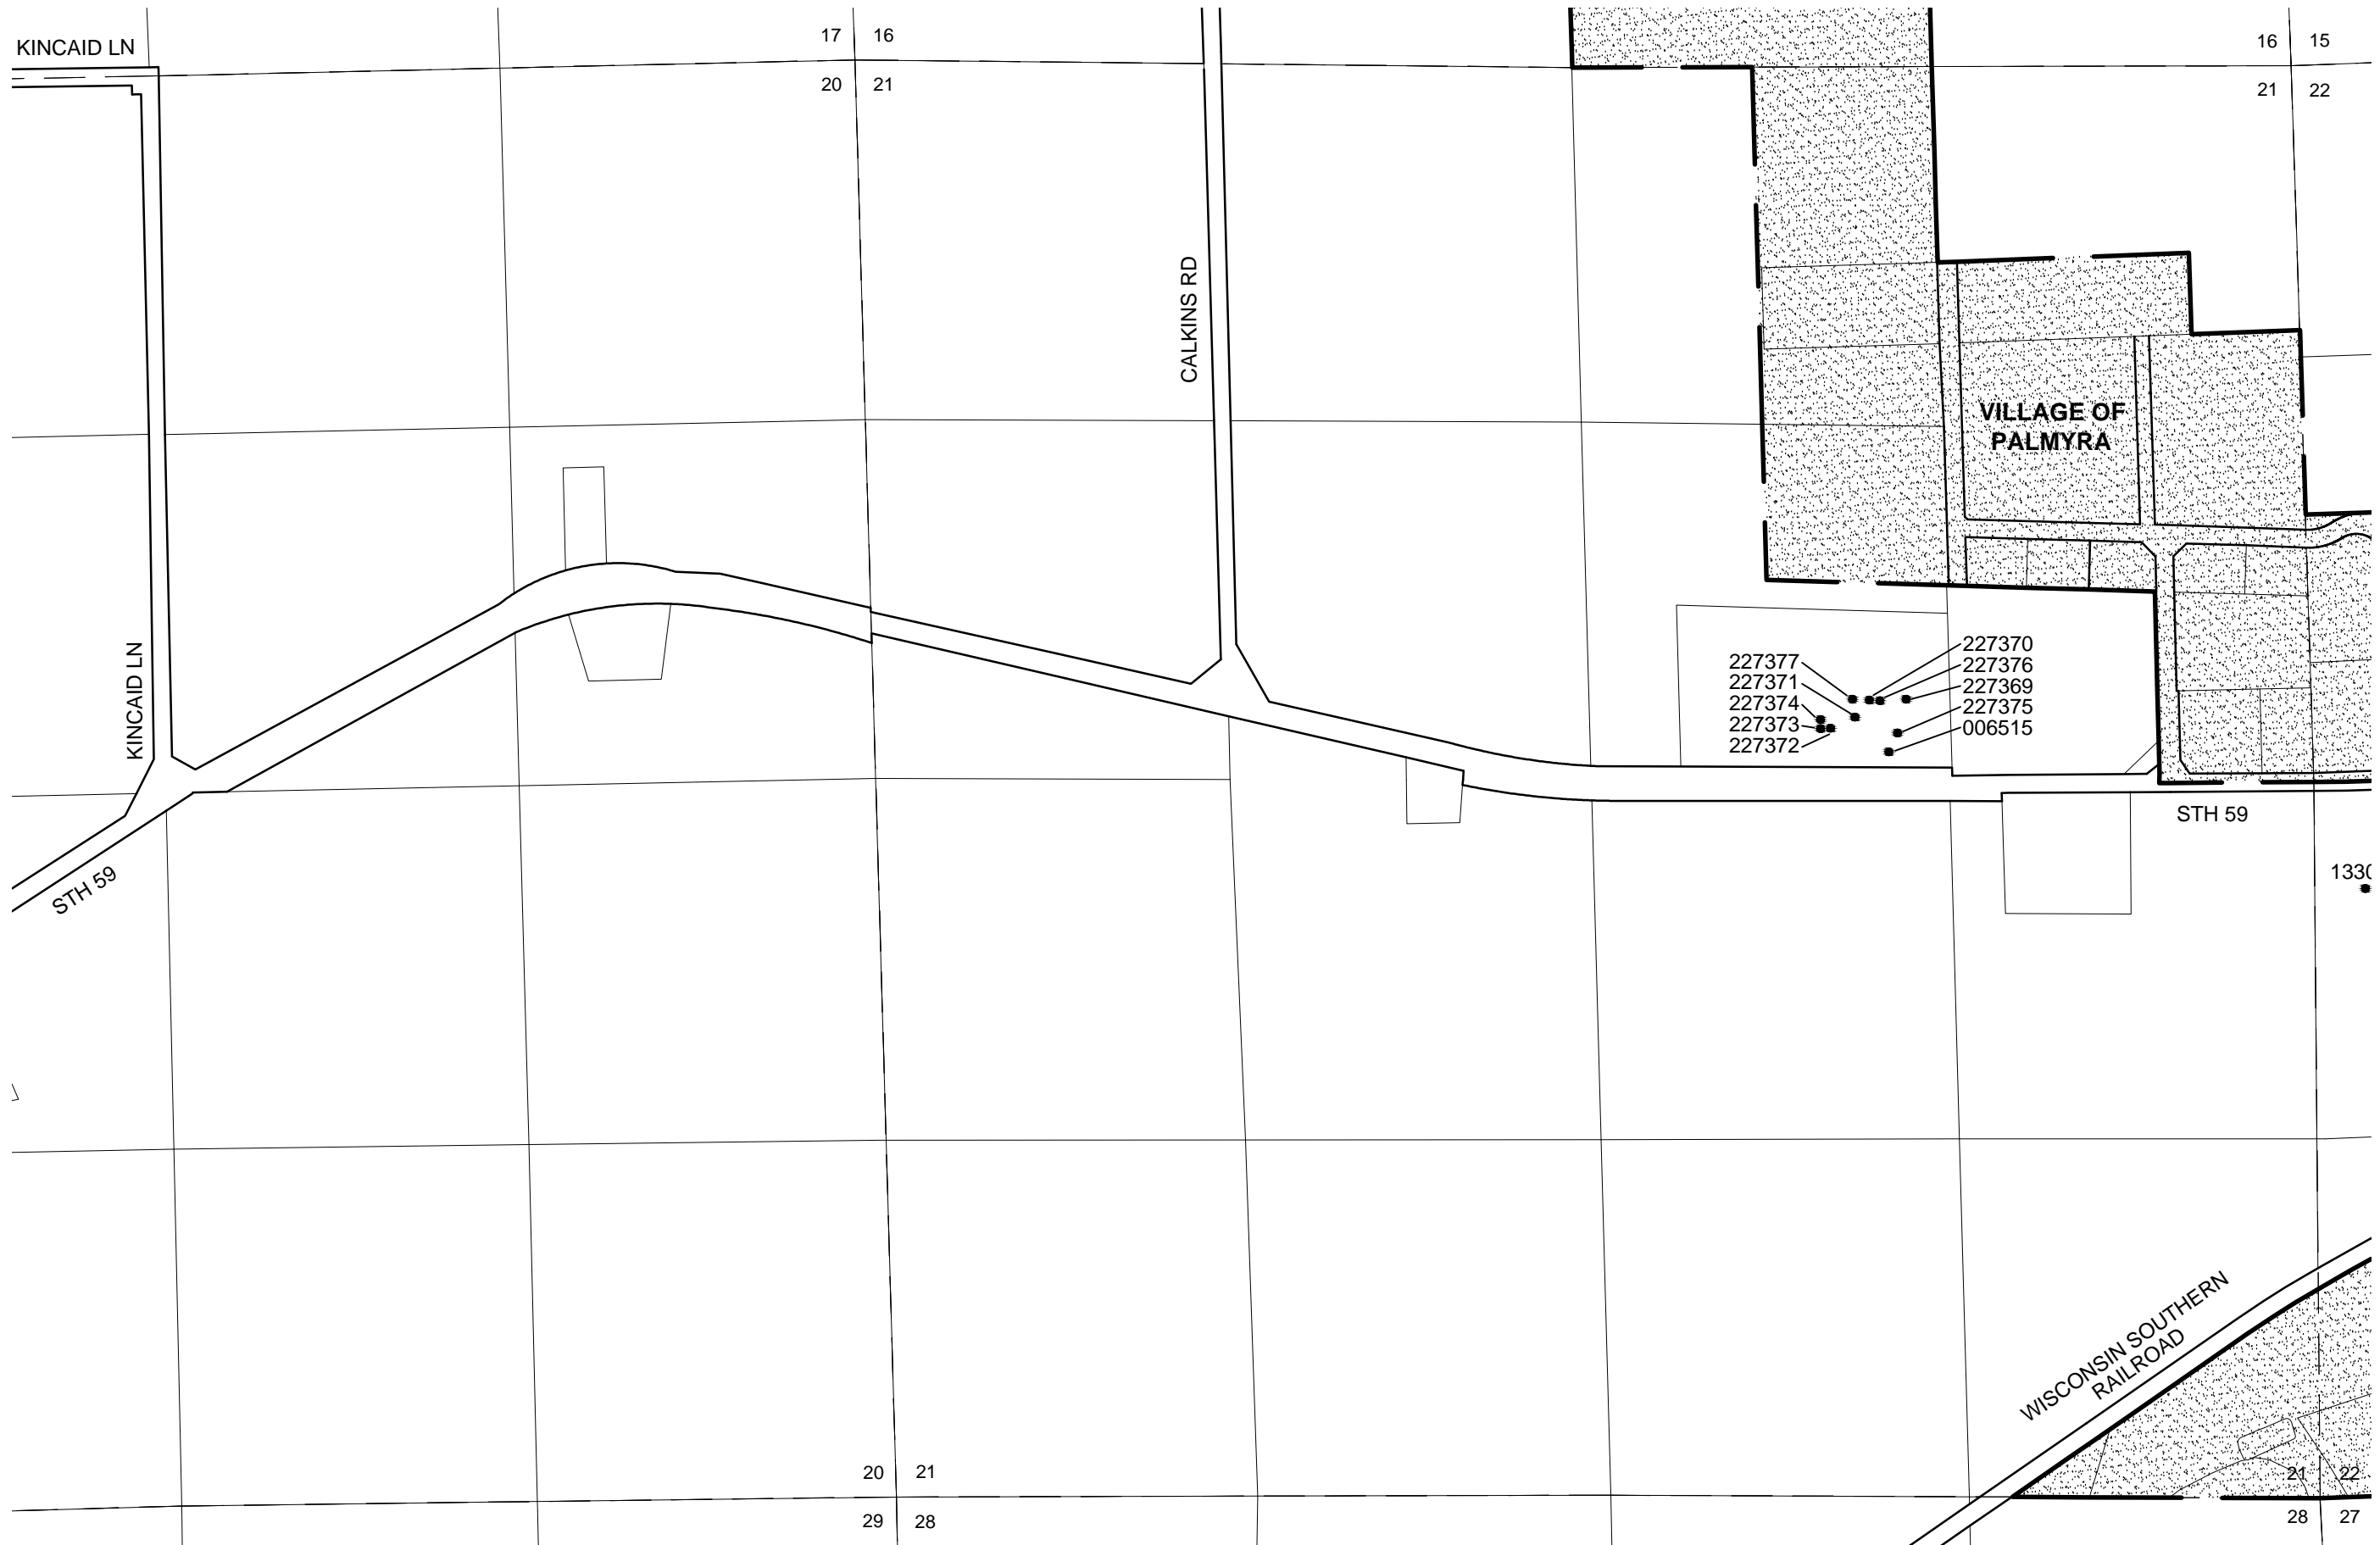 KINCAID LN
17 16
20 21
16 15
21 22
CALKINS RD
VILLAGE OF
PALMYRA
KINCAID LN
227377
227371
227374
227373
227372
227370
227376
227369
227375
006515
STH 59
STH 59
1330
WISCONSIN SOUTHERN
RAILROAD
20 21
29 28
21 22
28 27